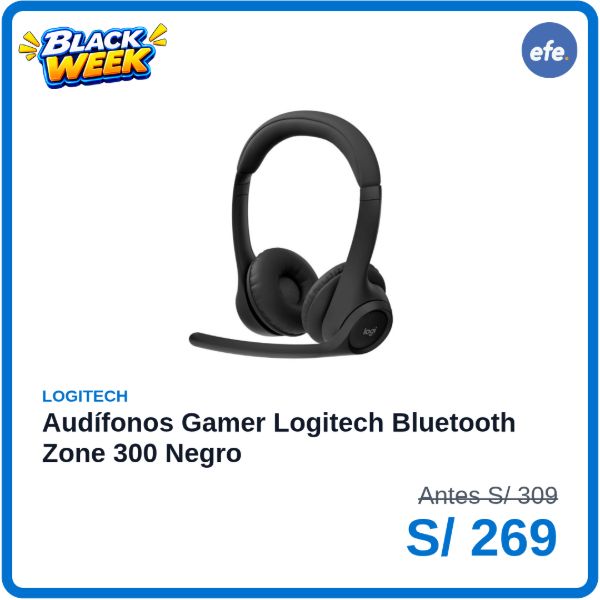 BLACK
WEEK
efe.
logi
LOGITECH
Audífonos Gamer Logitech Bluetooth
Zone 300 Negro
Antes S/ 309
S/ 269